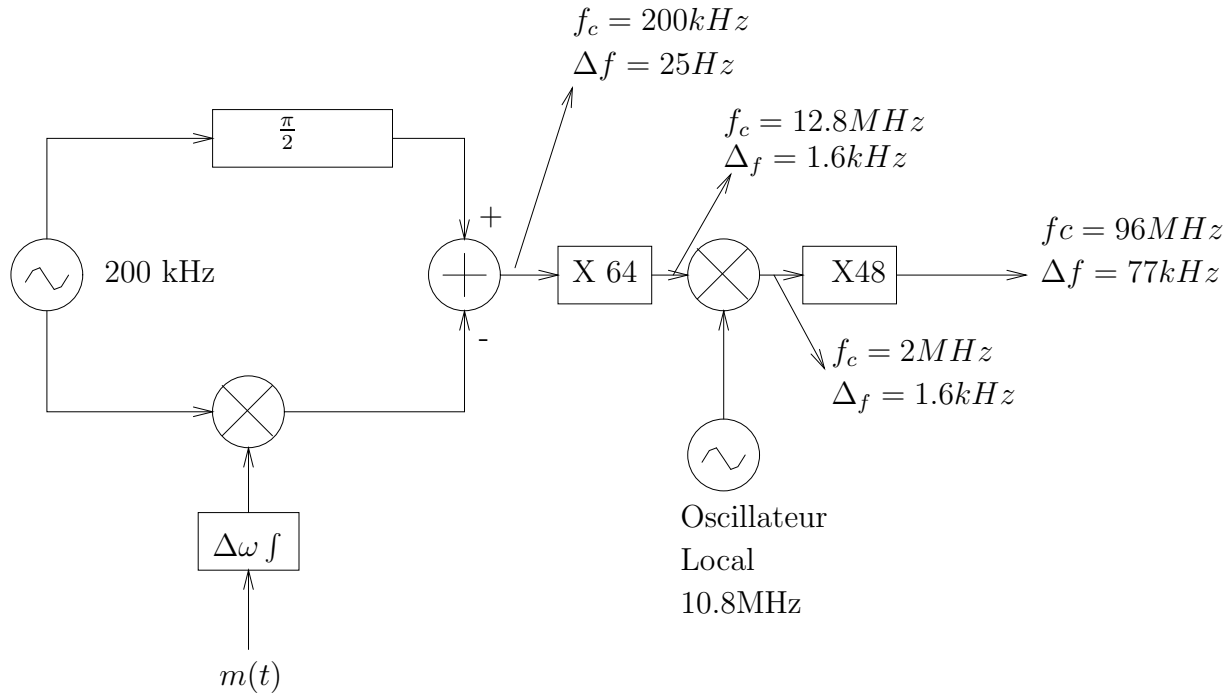 f_c = 200kHz
Δf = 25Hz
π/2
f_c = 12.8MHz
Δ_f = 1.6kHz
+
200 kHz
X 64
X48
fc = 96MHz
Δf = 77kHz
-
f_c = 2MHz
Δ_f = 1.6kHz
Oscillateur
Local
10.8MHz
Δω ∫
m(t)